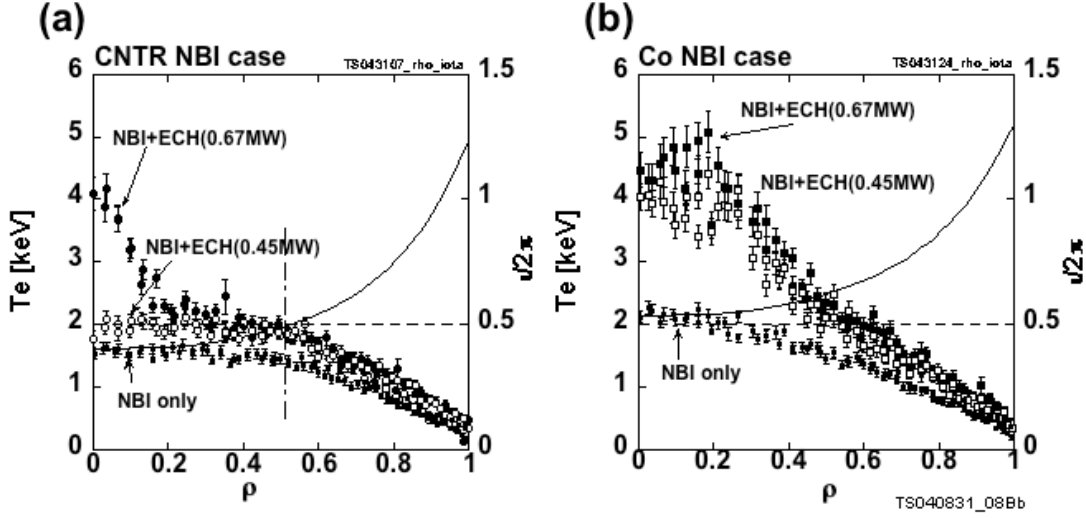 (a)
CNTR NBI case
TS043107_rho_iota
6
5
4
3
2
1
0
Te [keV]
NBI+ECH(0.67MW)
NBI+ECH(0.45MW)
NBI only
1.5
1
0.5
0
ι/2π
0
0.2
0.4
0.6
0.8
1
ρ
(b)
Co NBI case
TS043124_rho_iota
6
5
4
3
2
1
0
Te [keV]
NBI+ECH(0.67MW)
NBI+ECH(0.45MW)
NBI only
1.5
1
0.5
0
ι/2π
0
0.2
0.4
0.6
0.8
1
ρ
TS040831_08Bb